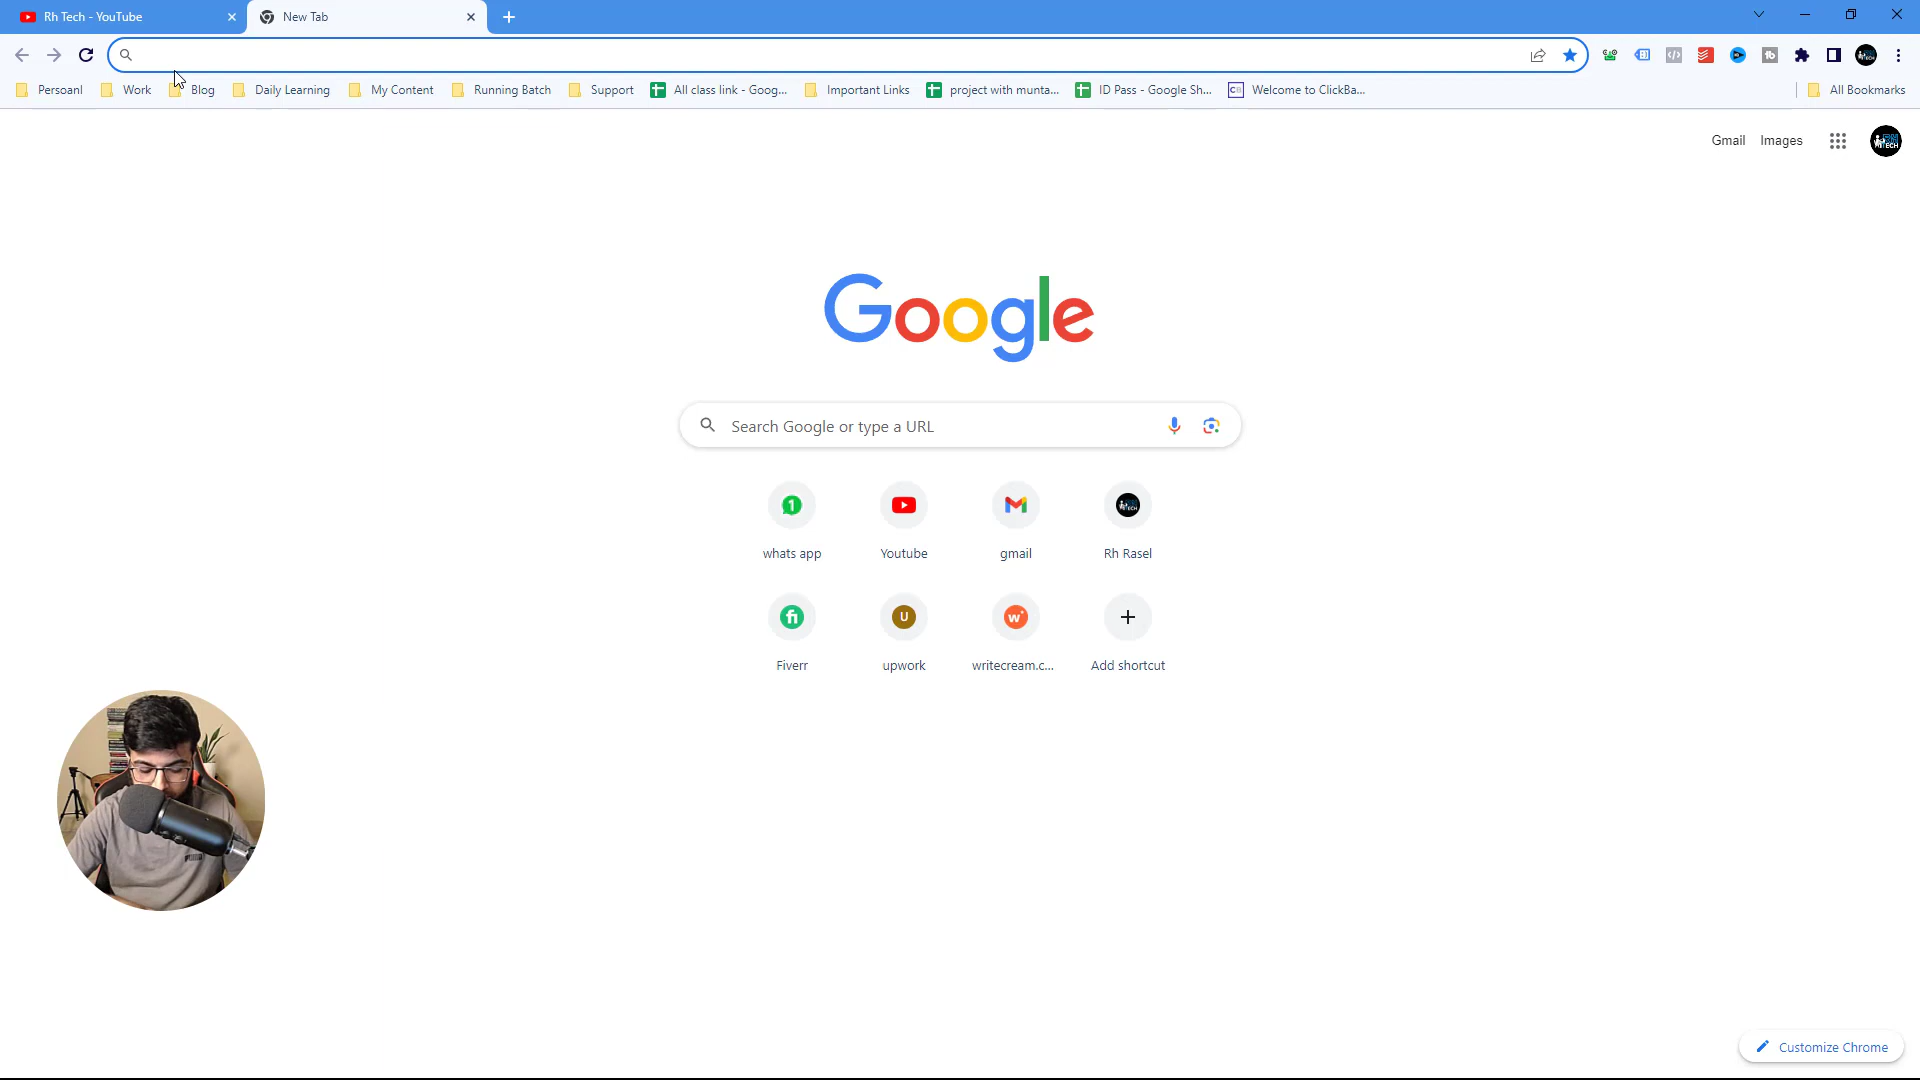 Rh Tech - YouTube
New Tab
Persoanl
Work
Blog
Daily Learning
My Content
Running Batch
Support
All class link - Goog...
Important Links
project with munta...
ID Pass - Google Sh...
Welcome to ClickBa...
All Bookmarks
Gmail
Images
Google
Search Google or type a URL
whats app
Youtube
gmail
Rh Rasel
Fiverr
upwork
writecream.c...
Add shortcut
Customize Chrome